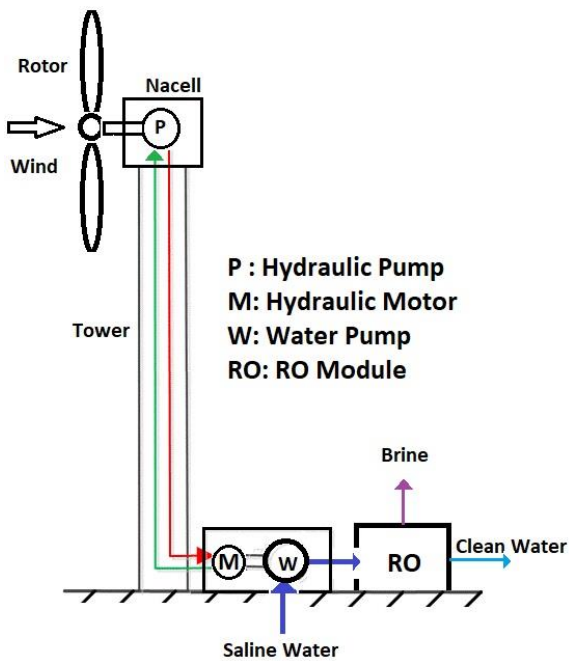 Rotor
Nacell
P
Wind
P : Hydraulic Pump
M: Hydraulic Motor
W: Water Pump
RO: RO Module
Tower
Brine
Clean Water
M
W
RO
Saline Water